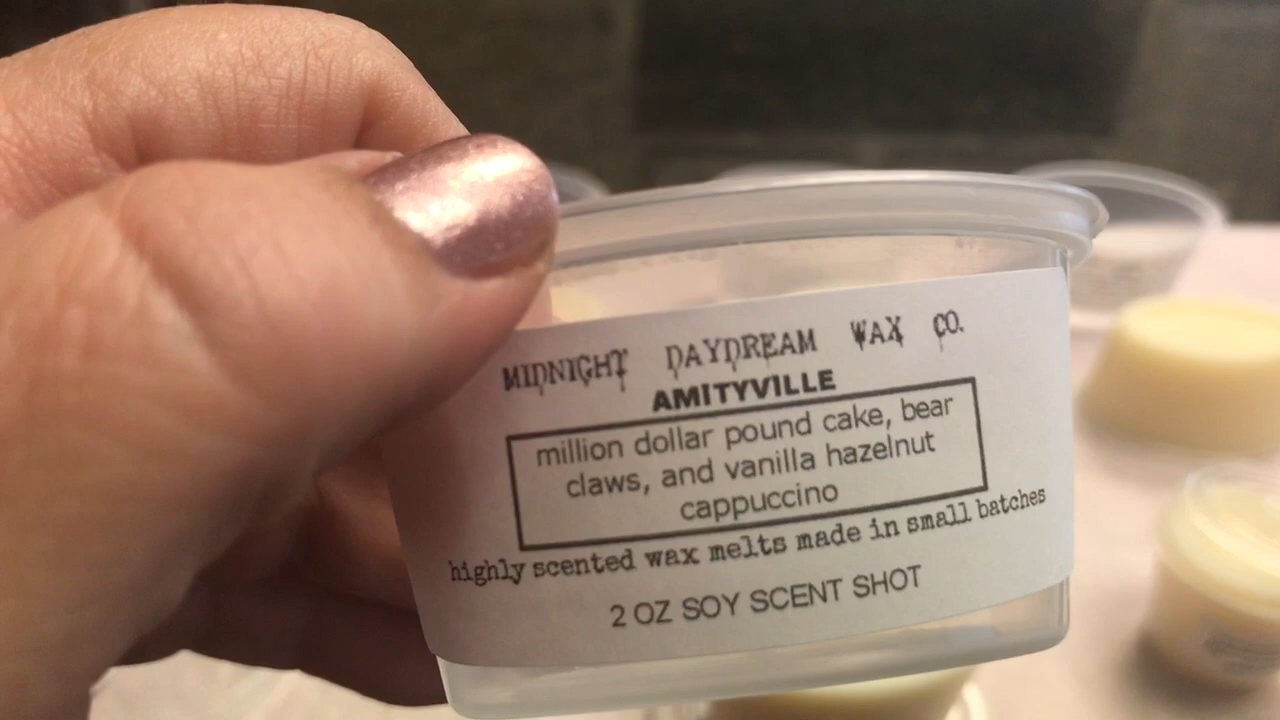 MIDNIGHT DAYDREAM WAX CO.
AMITYVILLE
million dollar pound cake, bear
claws, and vanilla hazelnut
cappuccino
highly scented wax melts made in small batches
2 OZ SOY SCENT SHOT